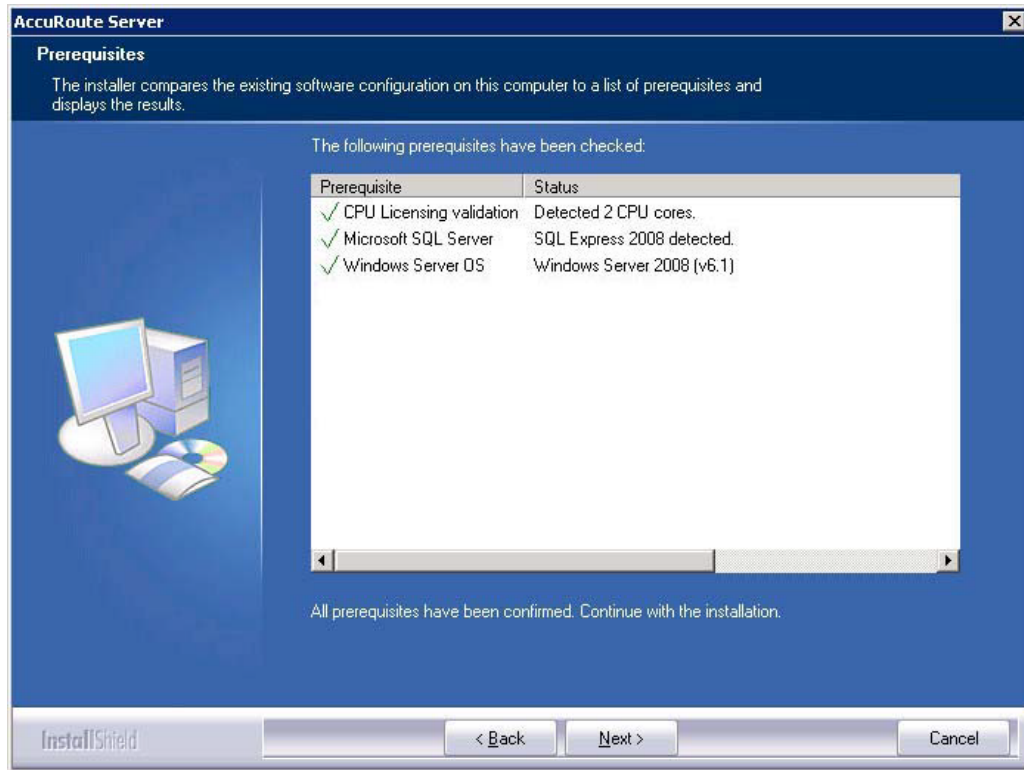 AccuRoute Server
Prerequisites
The installer compares the existing software configuration on this computer to a list of prerequisites and
displays the results.
The following prerequisites have been checked:
Prerequisite Status
CPU Licensing validation Detected 2 CPU cores.
Microsoft SQL Server SQL Express 2008 detected.
Windows Server OS Windows Server 2008 (v6.1)
All prerequisites have been confirmed. Continue with the installation.
InstallShield
< Back Next > Cancel